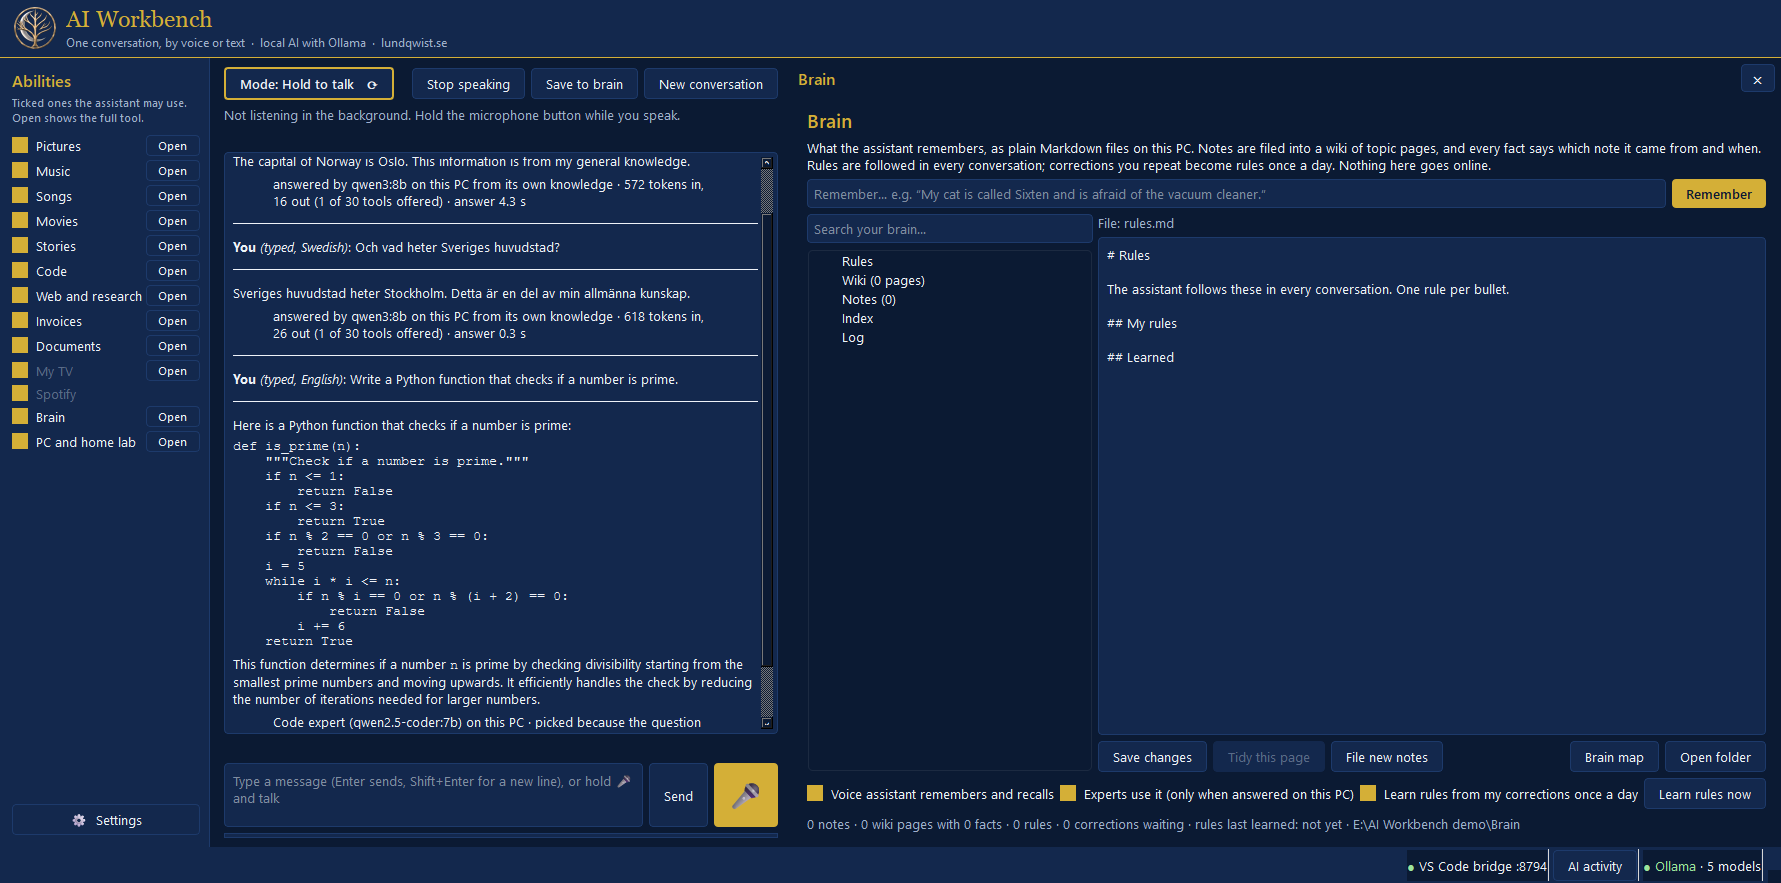 AI Workbench
One conversation, by voice or text · local AI with Ollama · lundqwist.se
Abilities
Ticked ones the assistant may use.
Open shows the full tool.
Pictures Open
Music Open
Songs Open
Movies Open
Stories Open
Code Open
Web and research Open
Invoices Open
Documents Open
My TV Open
Spotify
Brain Open
PC and home lab Open
Settings
Mode: Hold to talk
Stop speaking
Save to brain
New conversation
Not listening in the background. Hold the microphone button while you speak.
The capital of Norway is Oslo. This information is from my general knowledge.
answered by qwen3:8b on this PC from its own knowledge · 572 tokens in,
16 out (1 of 30 tools offered) · answer 4.3 s
You (typed, Swedish): Och vad heter Sveriges huvudstad?
Sveriges huvudstad heter Stockholm. Detta är en del av min allmänna kunskap.
answered by qwen3:8b on this PC from its own knowledge · 618 tokens in,
26 out (1 of 30 tools offered) · answer 0.3 s
You (typed, English): Write a Python function that checks if a number is prime.
Here is a Python function that checks if a number is prime:
def is_prime(n):
    """Check if a number is prime."""
    if n <= 1:
        return False
    if n <= 3:
        return True
    if n % 2 == 0 or n % 3 == 0:
        return False
    i = 5
    while i * i <= n:
        if n % i == 0 or n % (i + 2) == 0:
            return False
        i += 6
    return True
This function determines if a number n is prime by checking divisibility starting from the
smallest prime numbers and moving upwards. It efficiently handles the check by reducing
the number of iterations needed for larger numbers.
Code expert (qwen2.5-coder:7b) on this PC · picked because the question
Type a message (Enter sends, Shift+Enter for a new line), or hold 🎤
and talk
Send
Brain
×
Brain
What the assistant remembers, as plain Markdown files on this PC. Notes are filed into a wiki of topic pages, and every fact says which note it came from and when.
Rules are followed in every conversation; corrections you repeat become rules once a day. Nothing here goes online.
Remember... e.g. “My cat is called Sixten and is afraid of the vacuum cleaner.”
Remember
Search your brain...
Rules
Wiki (0 pages)
Notes (0)
Index
Log
File: rules.md
# Rules
The assistant follows these in every conversation. One rule per bullet.
## My rules
## Learned
Save changes
Tidy this page
File new notes
Brain map
Open folder
Voice assistant remembers and recalls
Experts use it (only when answered on this PC)
Learn rules from my corrections once a day
Learn rules now
0 notes · 0 wiki pages with 0 facts · 0 rules · 0 corrections waiting · rules last learned: not yet · E:\AI Workbench demo\Brain
● VS Code bridge :8794
AI activity
● Ollama · 5 models